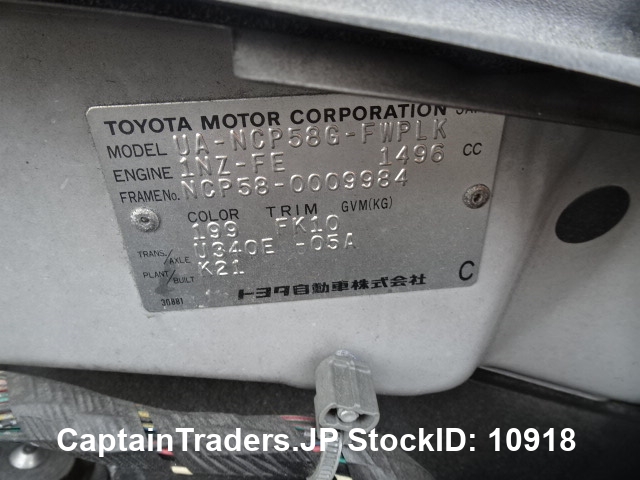 TOYOTA MOTOR CORPORATION
MODEL UA-NCP58G-FWPLK
ENGINE 1NZ-FE 1496 CC
FRAME No. NCP58-0009984
COLOR TRIM GVM(KG)
199 FK10
TRANS./AXLE U340E -05A
PLANT/BUILT K21
トヨタ自動車株式会社 C
30881
CaptainTraders.JP StockID: 10918